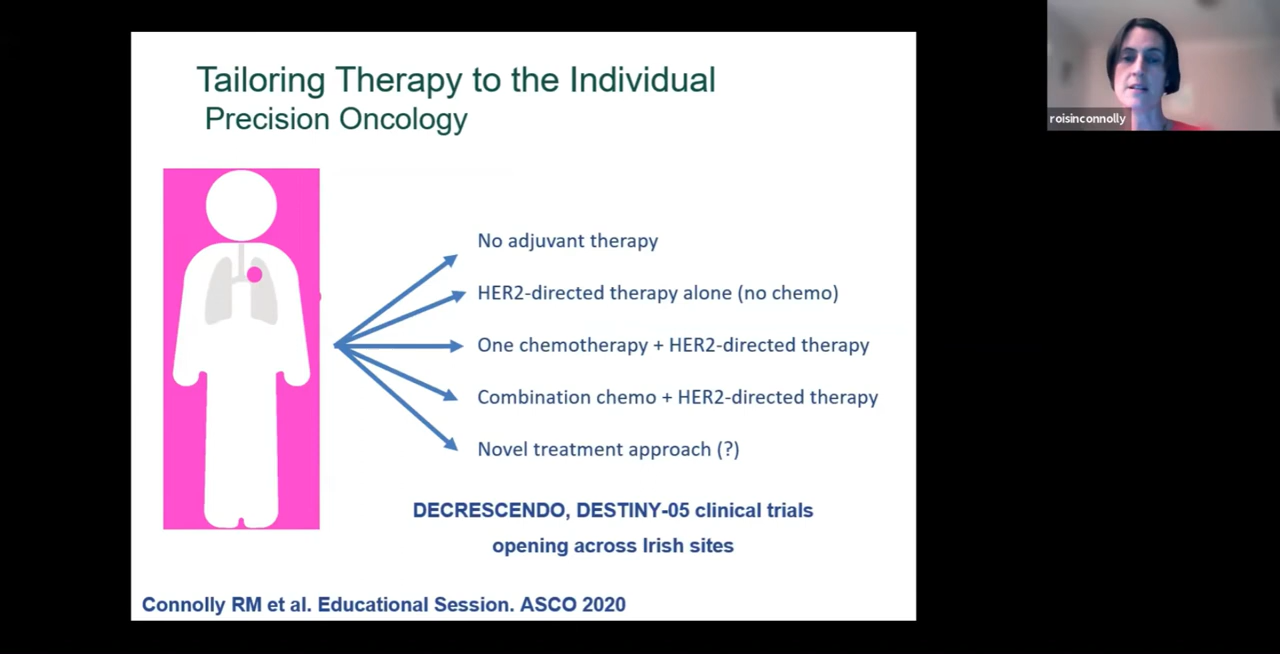 Tailoring Therapy to the Individual
Precision Oncology
roisinconnolly
No adjuvant therapy
HER2-directed therapy alone (no chemo)
One chemotherapy + HER2-directed therapy
Combination chemo + HER2-directed therapy
Novel treatment approach (?)
DECRESCENDO, DESTINY-05 clinical trials
opening across Irish sites
Connolly RM et al. Educational Session. ASCO 2020